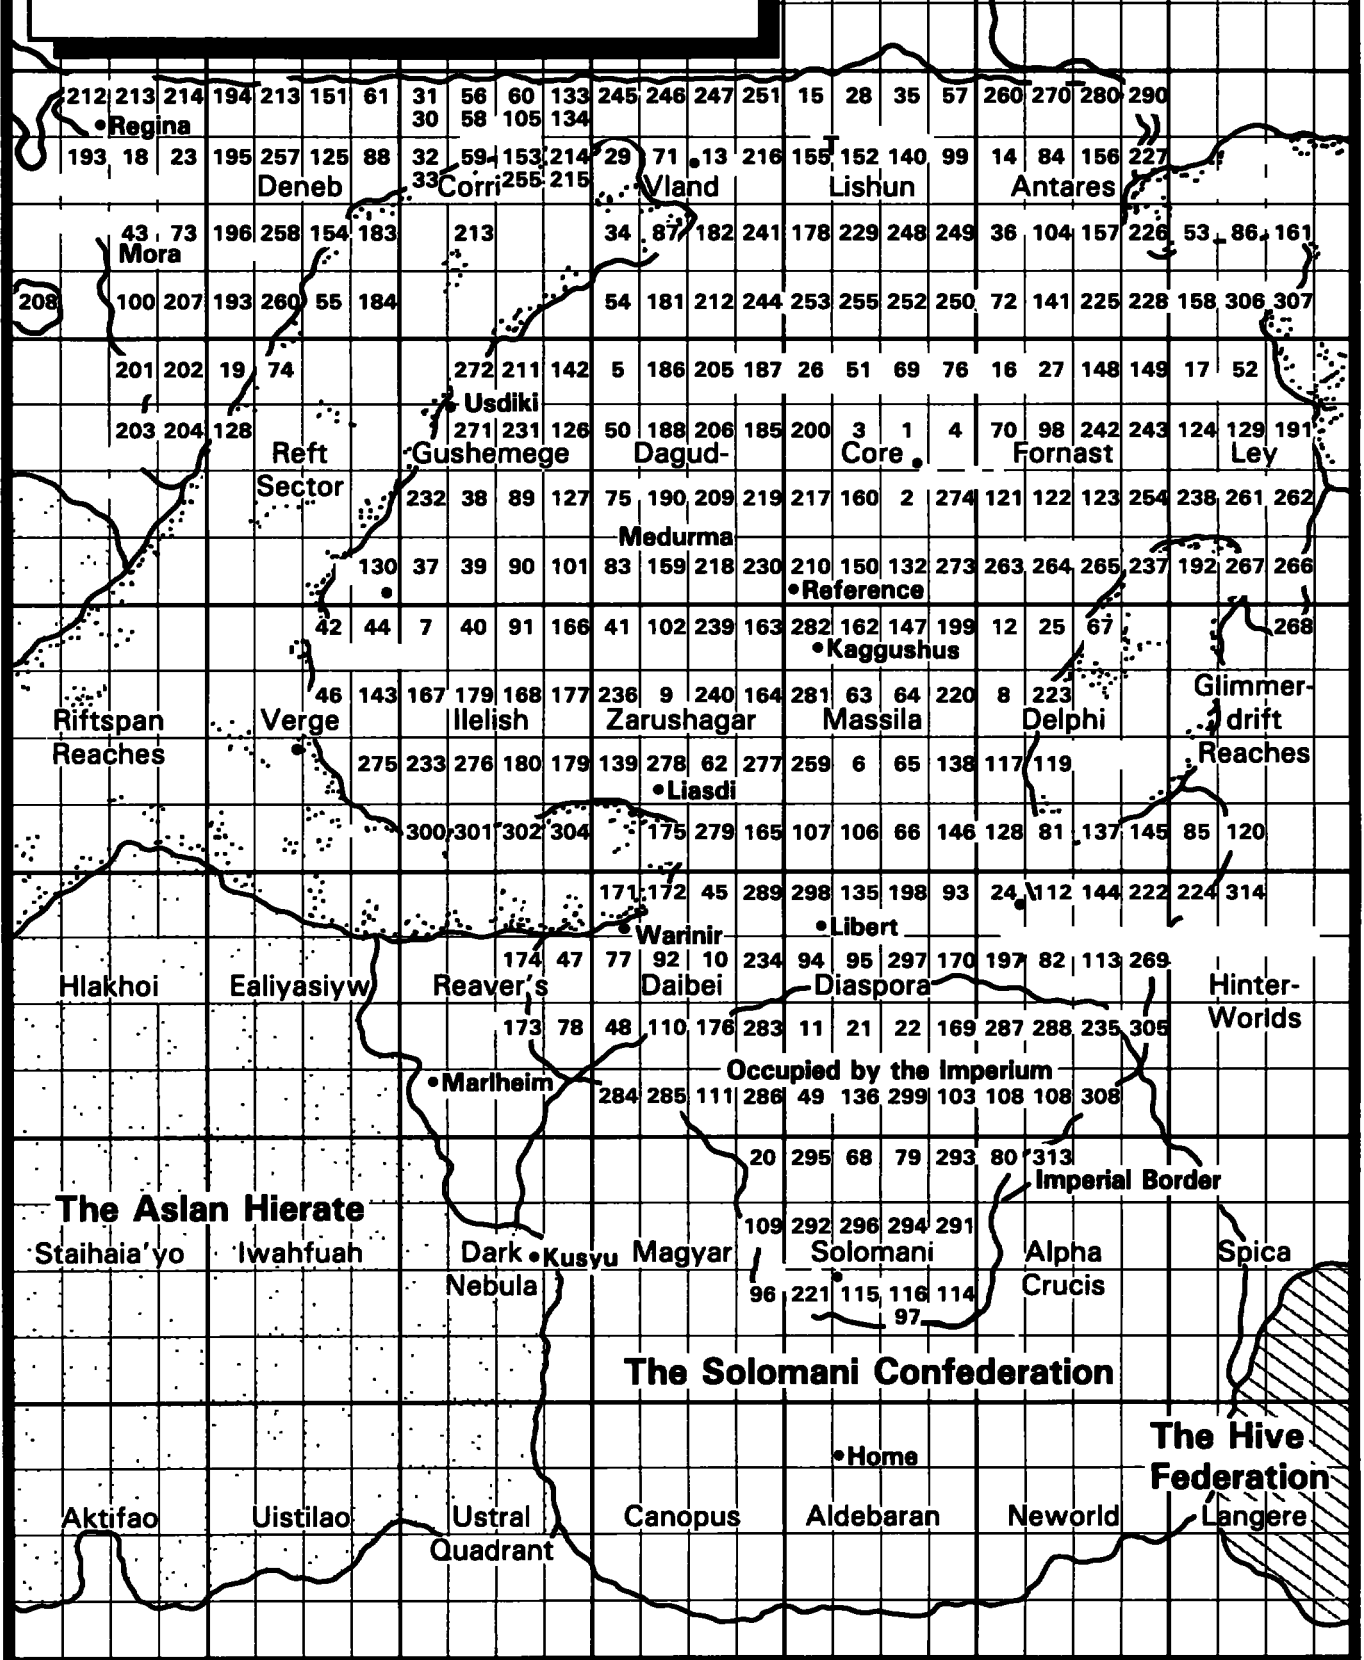 212 213 214 194 213 151 61 31 56 60 133 245 246 247 251 15 28 35 57 260 270 280 290
•Regina 30 58 105 134
193 18 23 195 257 125 88 32 59 153 214 29 71 13 216 155 152 140 99 14 84 156 227
Deneb 33 Corri 255 215 Vland Lishun Antares
43 73 196 258 154 183 213 34 87 182 241 178 229 248 249 36 104 157 226 53 86 161
Mora
208 100 207 193 260 55 184 54 181 212 244 253 255 252 250 72 141 225 228 158 306 307
201 202 19 74 272 211 142 5 186 205 187 26 51 69 76 16 27 148 149 17 52
Usdiki
203 204 128 271 231 126 50 188 206 185 200 3 1 4 70 98 242 243 124 129 191
Reft Gushemege Dagud- Core Fornast Ley
Sector
232 38 89 127 75 190 209 219 217 160 2 274 121 122 123 254 238 261 262
Medurma
130 37 39 90 101 83 159 218 230 210 150 132 273 263 264 265 237 192 267 266
•Reference
42 44 7 40 91 166 41 102 239 163 282 162 147 199 12 25 67 268
•Kaggushus
46 143 167 179 168 177 236 9 240 164 281 63 64 220 8 223 Glimmer-
Riftspan Verge Ilelish Zarushagar Massila Delphi drift
Reaches Reaches
275 233 276 180 179 139 278 62 277 259 6 65 138 117 119
•Liasdi
300 301 302 304 175 279 165 107 106 66 146 128 81 137 145 85 120
171 172 45 289 298 135 198 93 24 112 144 222 224 314
Warinir •Libert
174 47 77 92 10 234 94 95 297 170 197 82 113 269
Hlakhoi Ealiyasiyw Reaver's Daibei Diaspora Hinter-
Worlds
173 78 48 110 176 283 11 21 22 169 287 288 235 305
Occupied by the Imperium
•Marlheim
284 285 111 286 49 136 299 103 108 108 308
20 295 68 79 293 80 313
Imperial Border
The Aslan Hierate
109 292 296 294 291
Staihaia'yo Iwahfuah Dark •Kusyu Magyar Solomani Alpha Spica
Nebula Crucis
96 221 115 116 114
97
The Solomani Confederation
The Hive
•Home
Federation
Aktifao Uistilao Ustral Canopus Aldebaran Neworld Langere
Quadrant